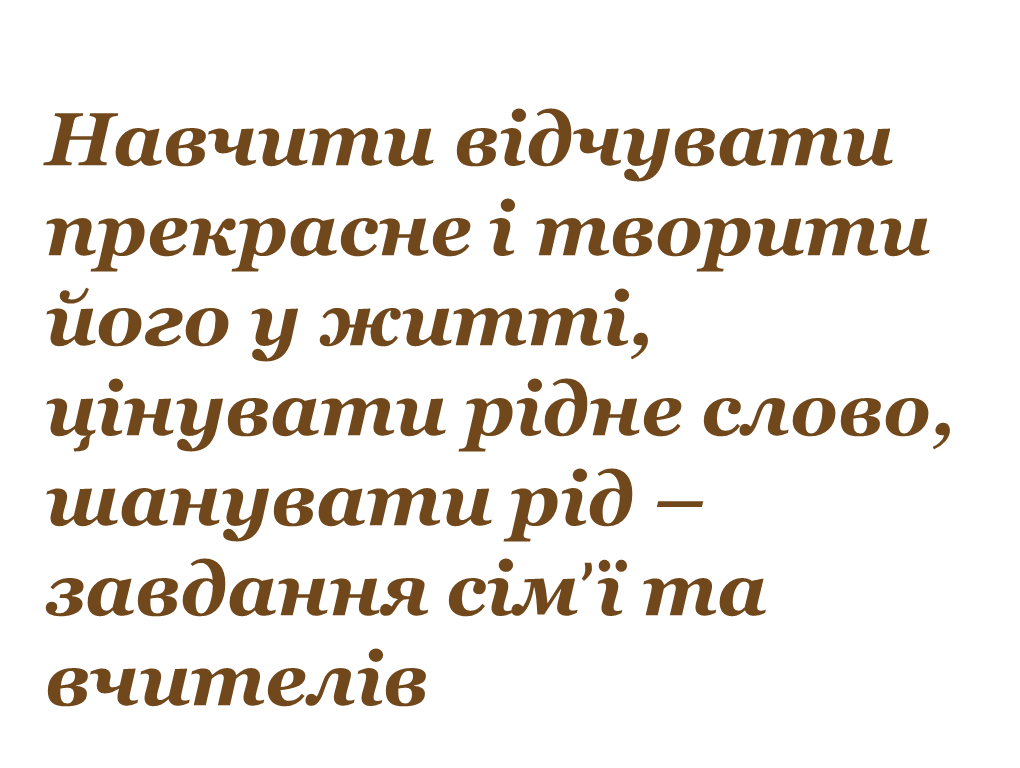 Навчити відчувати
прекрасне і творити
його у житті,
цінувати рідне слово,
шанувати рід –
завдання сім'ї та
вчителів